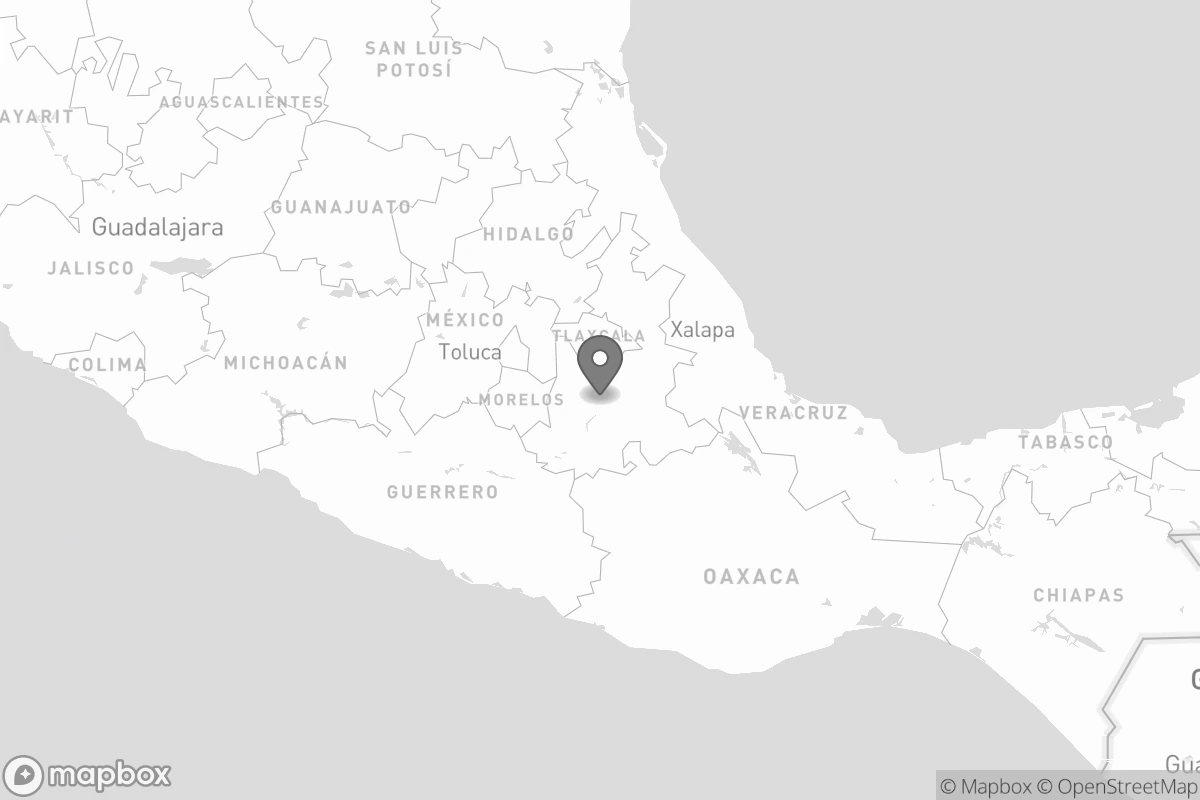 SAN LUIS
POTOSÍ
AGUASCALIENTES
AYARIT
GUANAJUATO
Guadalajara
HIDALGO
JALISCO
MÉXICO
Xalapa
TLAXCALA
Toluca
COLIMA
MICHOACÁN
MORELOS
VERACRUZ
TABASCO
GUERRERO
OAXACA
CHIAPAS
G
Gua
mapbox
© Mapbox © OpenStreetMap